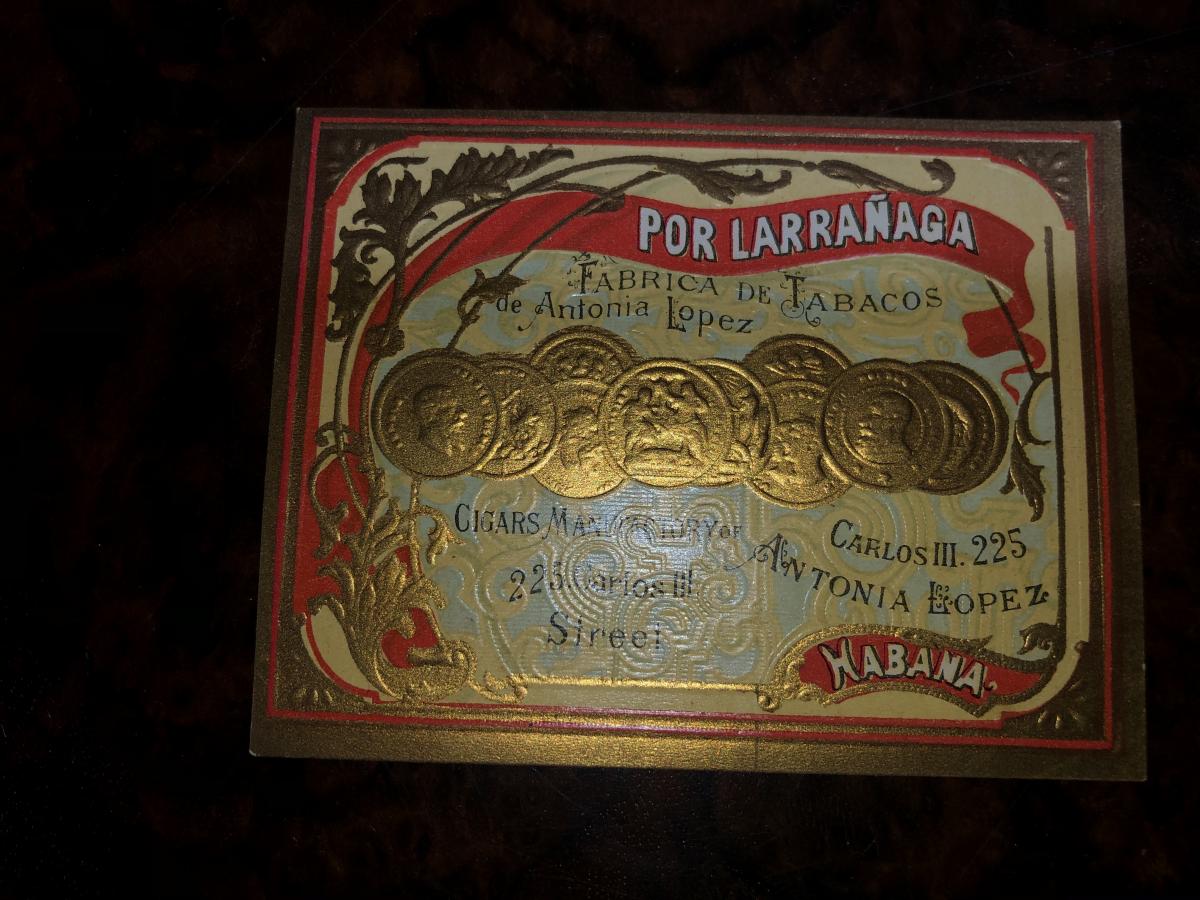 POR LARRAÑAGA
FABRICA DE TABACOS
de Antonia Lopez
CIGARS MANUFACTORY OF
225 Carlos III
Street
CARLOS III. 225
ANTONIA LOPEZ
HABANA